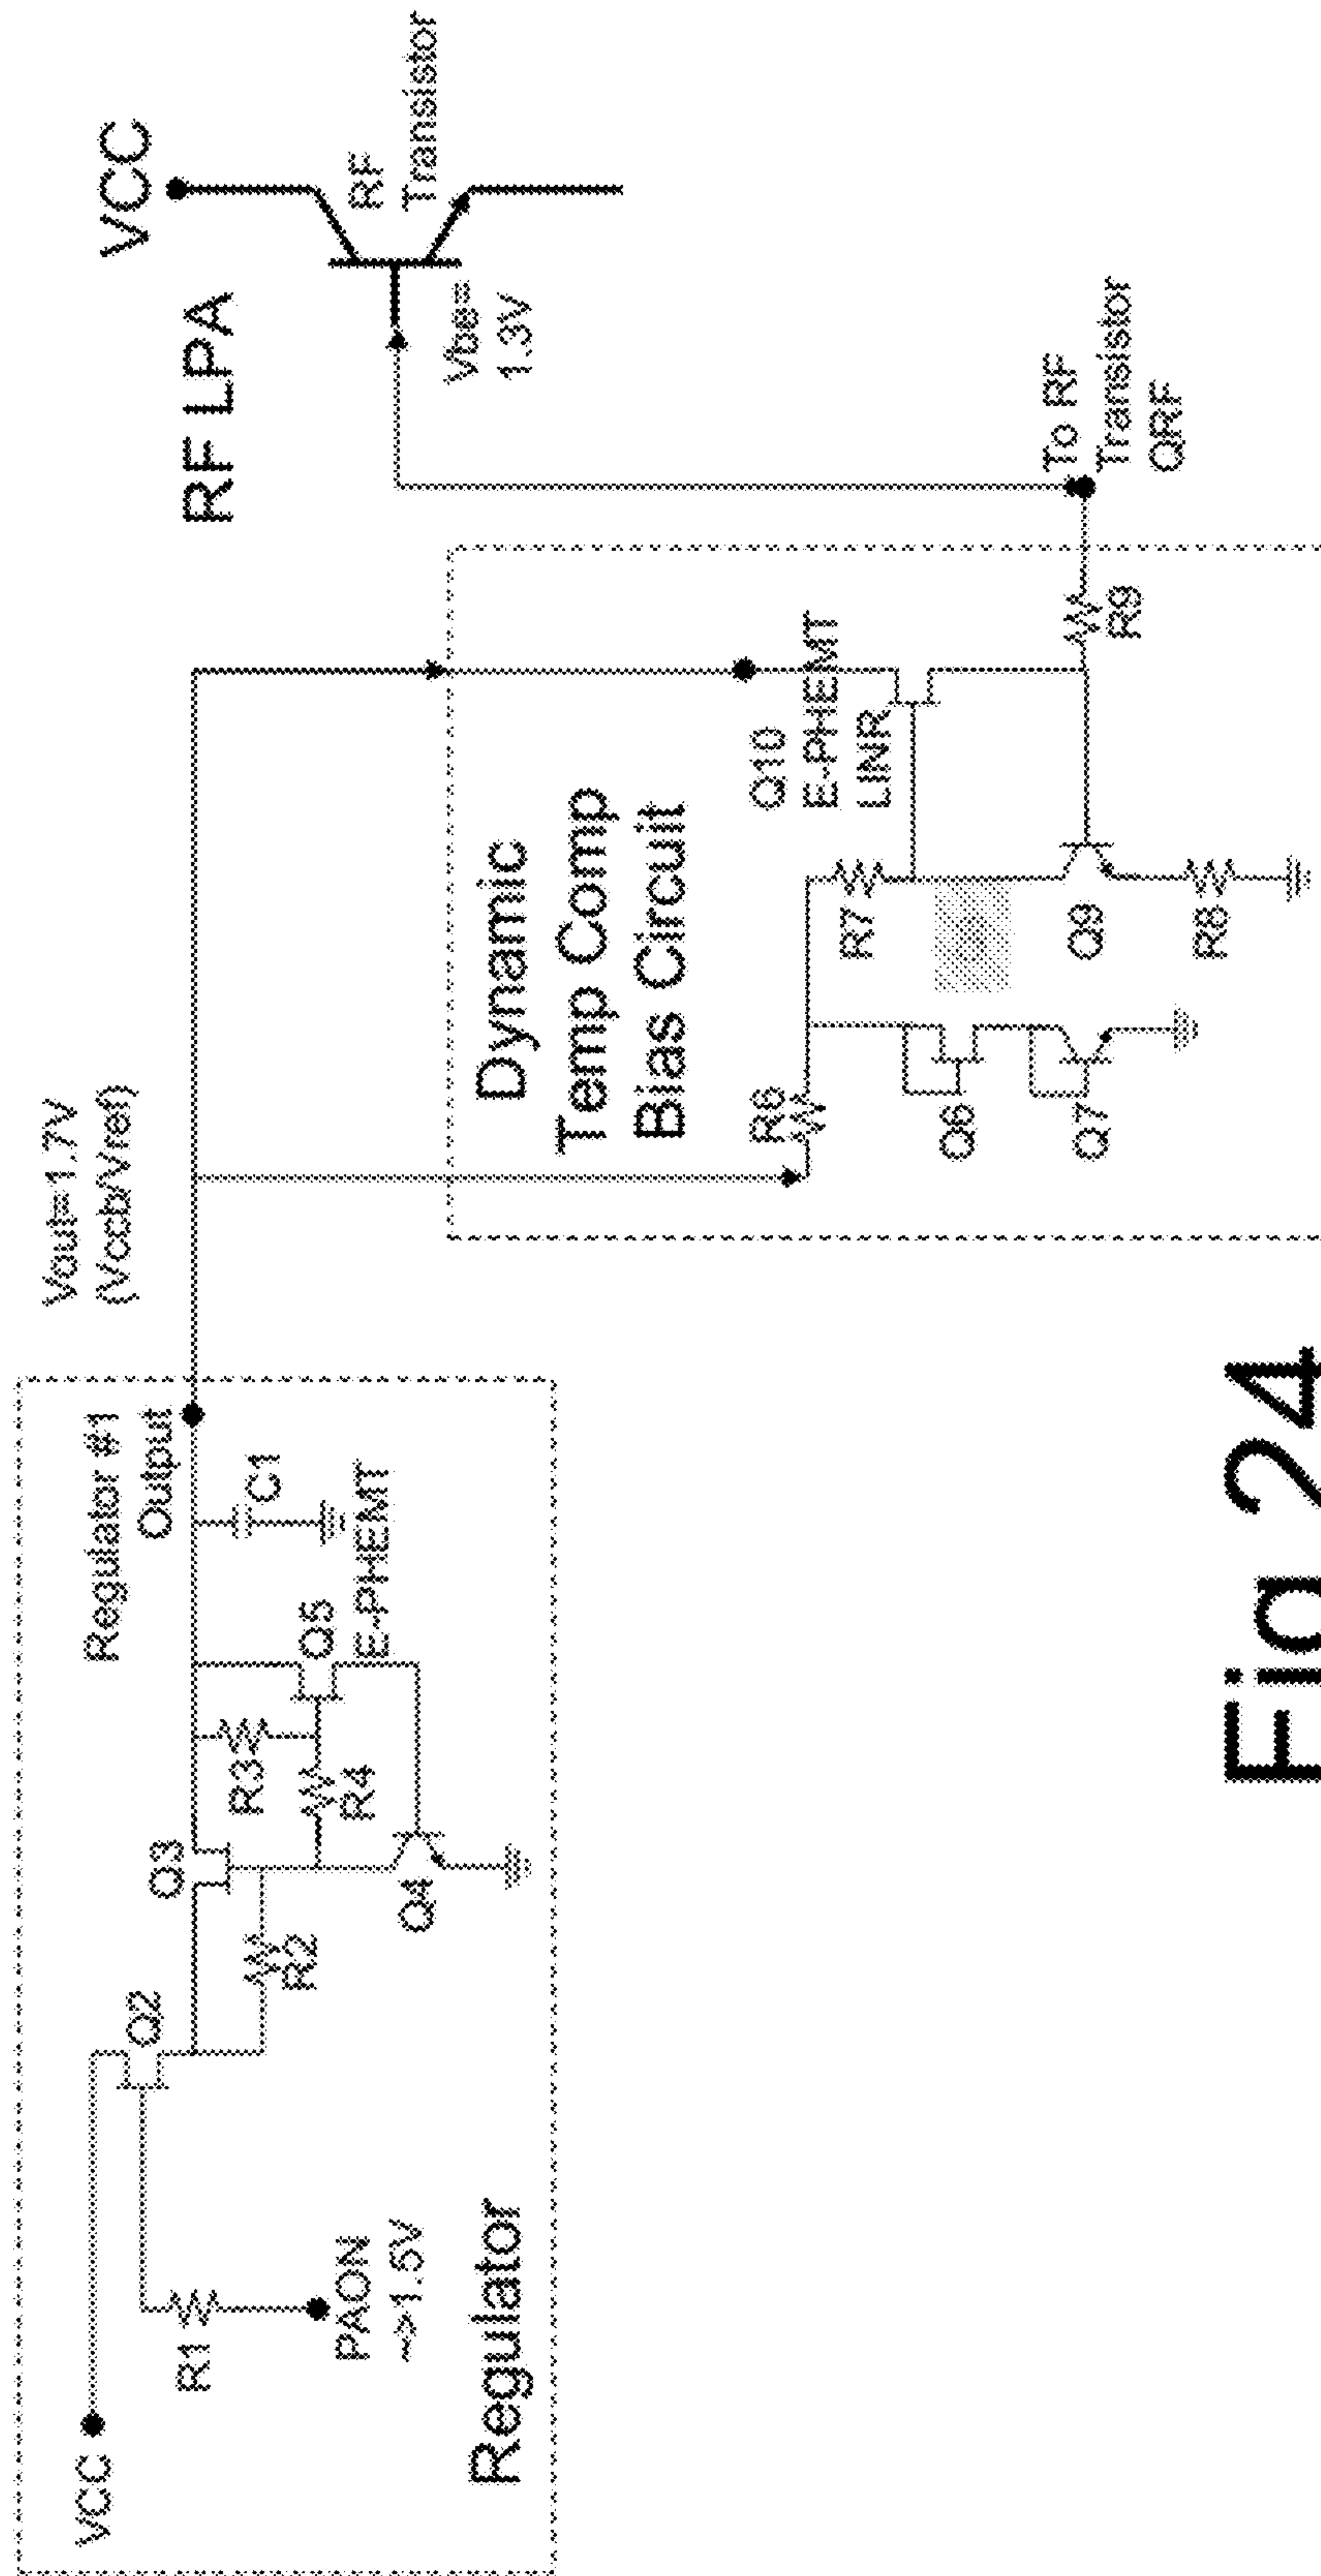 VCC
R1
PAON
->1.5V
Regulator
Q2
R2
Q3
Q4
R3
R4
Q5
E-PHEMT
C1
Regulator #1
Output
Vout=1.7V
(Vccb/Vref)
Dynamic
Temp Comp
Bias Circuit
R6
Q6
Q7
R7
Q9
R8
Q10
E-PHEMT
LINR
R9
To RF
Transistor
QRF
RF LPA
VCC
RF
Transistor
Vbe=
1.3V
Fig 24